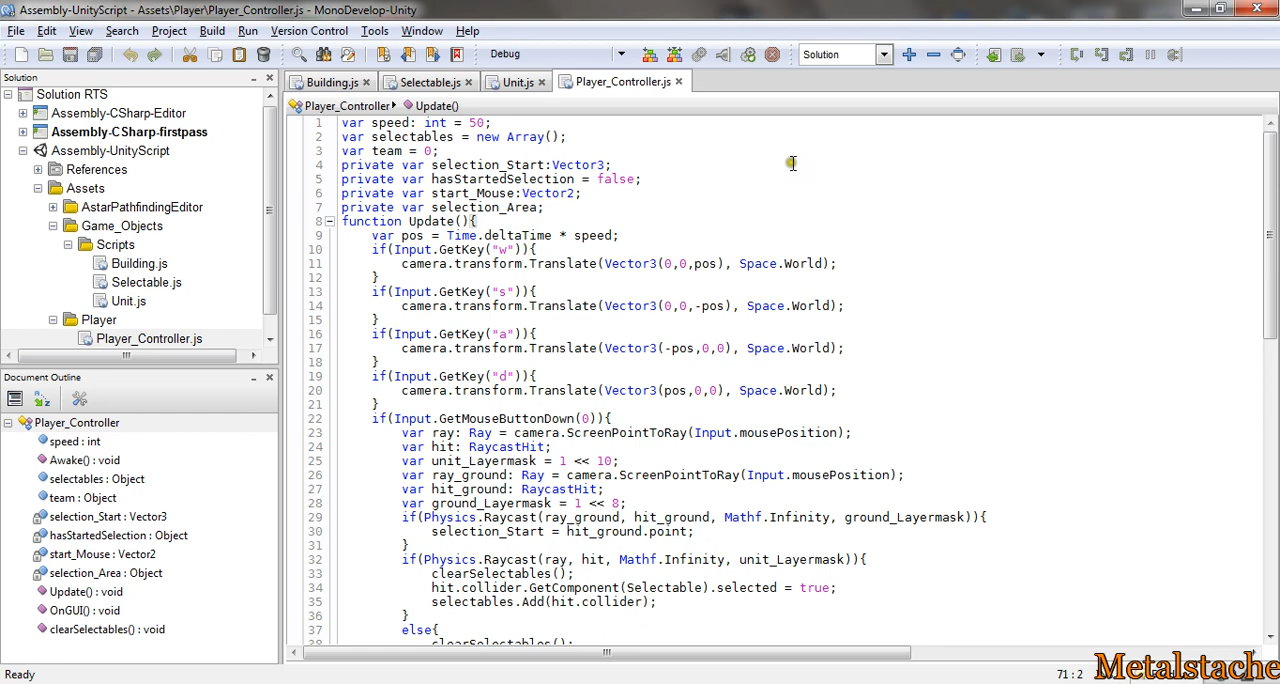 Assembly-UnityScript - Assets\Player\Player_Controller.js - MonoDevelop-Unity
File Edit View Search Project Build Run Version Control Tools Window Help
Debug
Solution
Solution
Building.js Selectable.js Unit.js Player_Controller.js
Solution RTS
Assembly-CSharp-Editor
Assembly-CSharp-firstpass
Assembly-UnityScript
References
Assets
AstarPathfindingEditor
Game_Objects
Scripts
Building.js
Selectable.js
Unit.js
Player
Player_Controller.js
Document Outline
Player_Controller
speed : int
Awake() : void
selectables : Object
team : Object
selection_Start : Vector3
hasStartedSelection : Object
start_Mouse : Vector2
selection_Area : Object
Update() : void
OnGUI() : void
clearSelectables() : void
Player_Controller Update()
1 var speed: int = 50;
2 var selectables = new Array();
3 var team = 0;
4 private var selection_Start:Vector3;
5 private var hasStartedSelection = false;
6 private var start_Mouse:Vector2;
7 private var selection_Area;
8 function Update(){
9 var pos = Time.deltaTime * speed;
10 if(Input.GetKey("w")){
11 camera.transform.Translate(Vector3(0,0,pos), Space.World);
12 }
13 if(Input.GetKey("s")){
14 camera.transform.Translate(Vector3(0,0,-pos), Space.World);
15 }
16 if(Input.GetKey("a")){
17 camera.transform.Translate(Vector3(-pos,0,0), Space.World);
18 }
19 if(Input.GetKey("d")){
20 camera.transform.Translate(Vector3(pos,0,0), Space.World);
21 }
22 if(Input.GetMouseButtonDown(0)){
23 var ray: Ray = camera.ScreenPointToRay(Input.mousePosition);
24 var hit: RaycastHit;
25 var unit_Layermask = 1 << 10;
26 var ray_ground: Ray = camera.ScreenPointToRay(Input.mousePosition);
27 var hit_ground: RaycastHit;
28 var ground_Layermask = 1 << 8;
29 if(Physics.Raycast(ray_ground, hit_ground, Mathf.Infinity, ground_Layermask)){
30 selection_Start = hit_ground.point;
31 }
32 if(Physics.Raycast(ray, hit, Mathf.Infinity, unit_Layermask)){
33 clearSelectables();
34 hit.collider.GetComponent(Selectable).selected = true;
35 selectables.Add(hit.collider);
36 }
37 else{
38 clearSelectables();
Ready
71 : 2
Metalstache